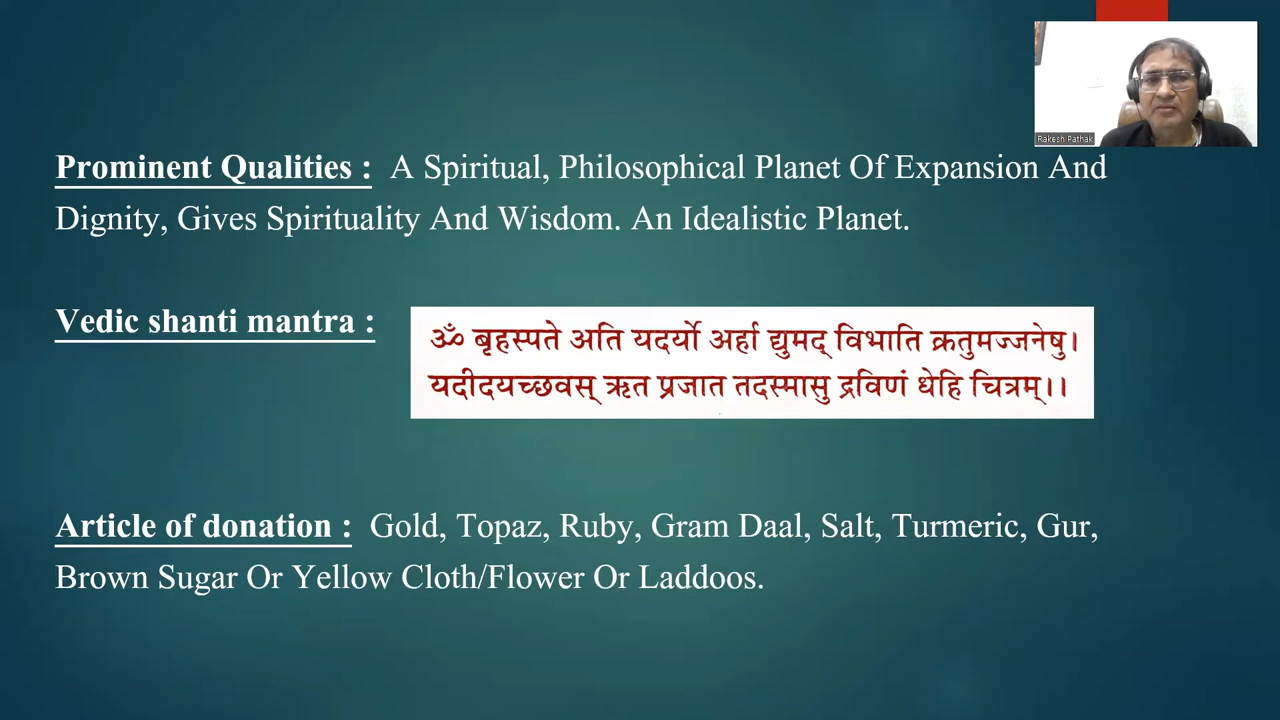 Rakesh Pathak
Prominent Qualities : A Spiritual, Philosophical Planet Of Expansion And
Dignity, Gives Spirituality And Wisdom. An Idealistic Planet.
Vedic shanti mantra :
ॐ बृहस्पते अति यदर्यो अर्हा द्युमद् विभाति क्रतुमज्जनेषु।
यदीदयच्छवस् ऋत प्रजात तदस्मासु द्रविणं धेहि चित्रम्।।
Article of donation : Gold, Topaz, Ruby, Gram Daal, Salt, Turmeric, Gur,
Brown Sugar Or Yellow Cloth/Flower Or Laddoos.